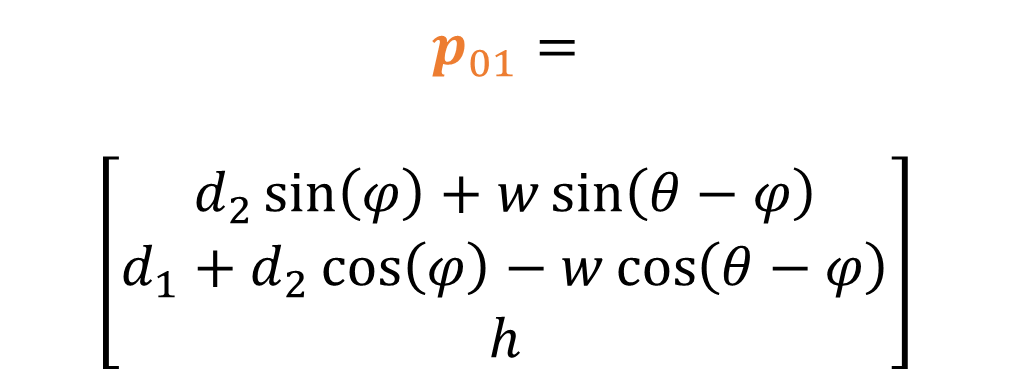 p₀₁ =
d₂ sin(φ) + w sin(θ − φ)
d₁ + d₂ cos(φ) − w cos(θ − φ)
h